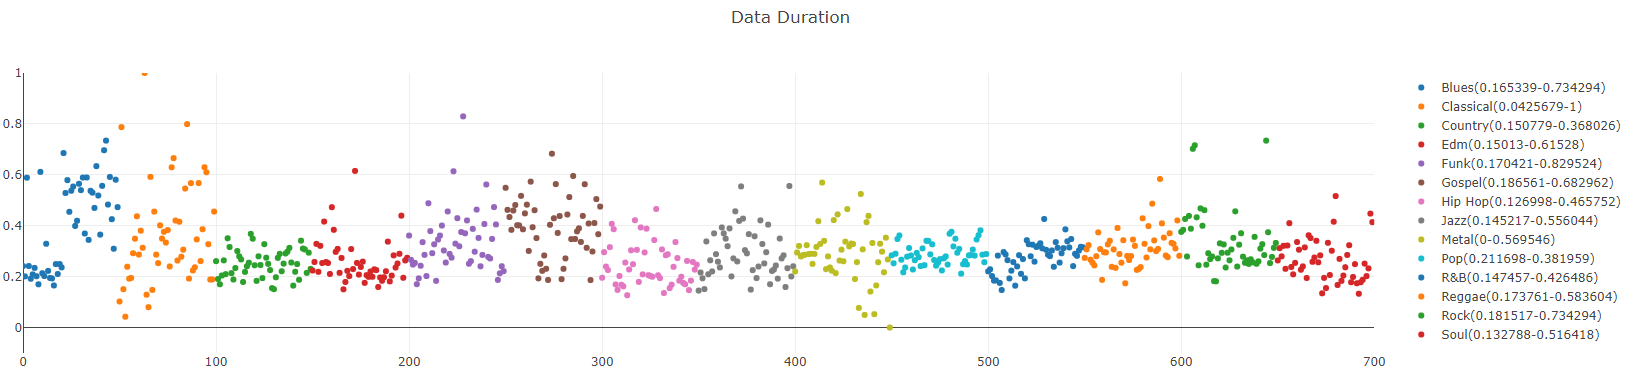 Data Duration
1
0.8
0.6
0.4
0.2
0
0 100 200 300 400 500 600 700
Blues(0.165339-0.734294)
Classical(0.0425679-1)
Country(0.150779-0.368026)
Edm(0.15013-0.61528)
Funk(0.170421-0.829524)
Gospel(0.186561-0.682962)
Hip Hop(0.126998-0.465752)
Jazz(0.145217-0.556044)
Metal(0-0.569546)
Pop(0.211698-0.381959)
R&B(0.147457-0.426486)
Reggae(0.173761-0.583604)
Rock(0.181517-0.734294)
Soul(0.132788-0.516418)